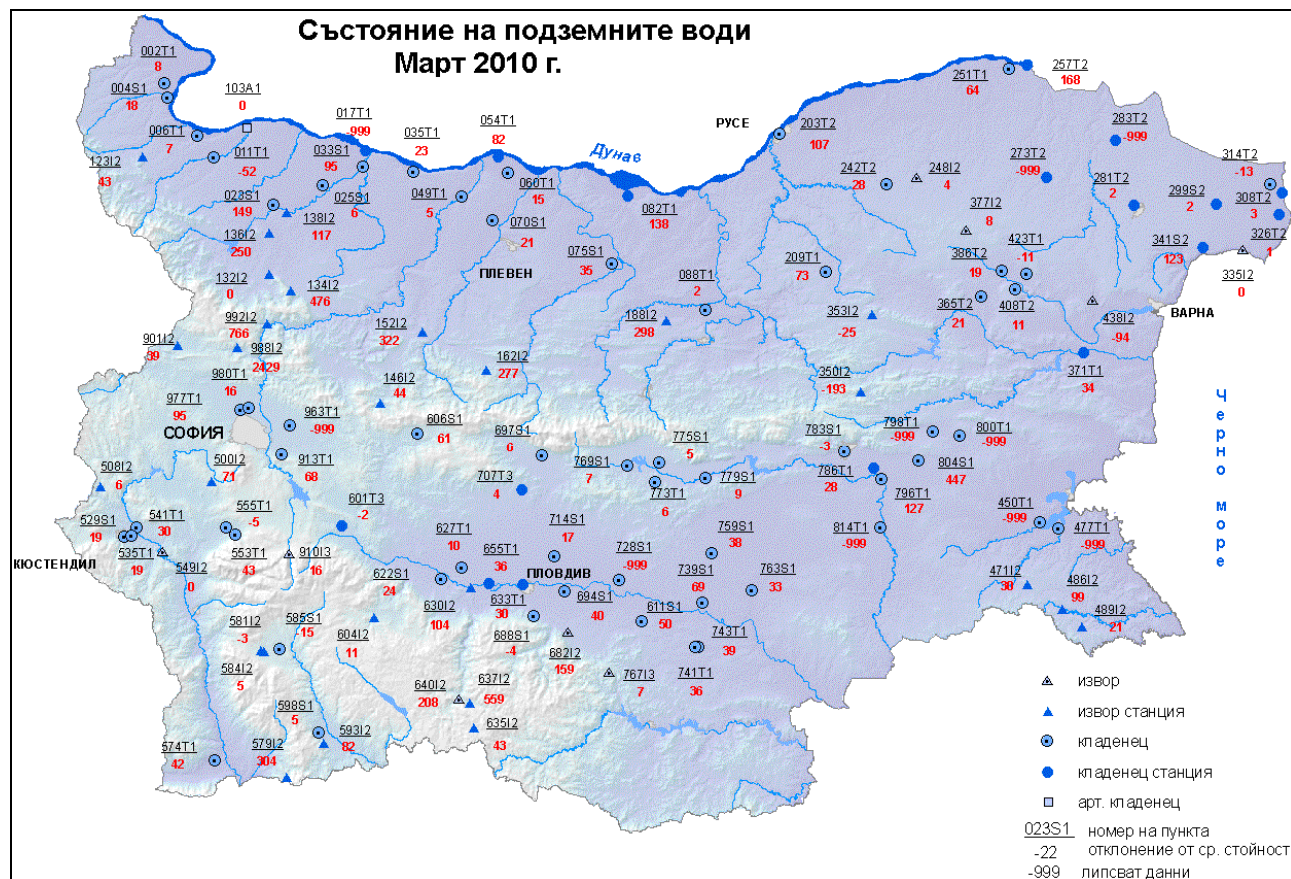 Състояние на подземните води
Март 2010 г.
002T1
8
004S1
18
103A1
0
006T1
7
011T1
-52
123I2
43
017T1
-999
033S1
95
035T1
23
054T1
82
028S1
149
025S1
6
138I2
117
136I2
250
049T1
5
060T1
15
070S1
21
ПЛЕВЕН
Дунав
082T1
138
075S1
35
088T1
2
РУСЕ
203T2
107
251T1
64
257T2
168
283T2
-999
242T2
28
248I2
4
273T2
-999
281T2
2
299S2
2
314T2
-13
308T2
3
326T2
1
341S2
123
335I2
0
377I2
8
423T1
-11
386T2
19
209T1
73
365T2
21
408T2
11
438I2
-94
ВАРНА
353I2
-25
371T1
34
350I2
-193
132I2
0
134I2
476
992I2
766
901I2
39
988I2
2429
152I2
322
188I2
298
162I2
277
146I2
44
980T1
16
977T1
95
СОФИЯ
963T1
-999
606S1
61
697S1
6
775S1
5
783S1
-3
798T1
-999
800T1
-999
Черно море
500I2
71
913T1
68
508I2
6
769S1
7
773T1
6
779S1
9
786T1
28
804S1
447
796T1
127
707T3
4
601T3
-2
529S1
19
541T1
30
555T1
-5
535T1
19
КЮСТЕНДИЛ
549I2
0
553T1
43
910I3
16
627T1
10
655T1
36
714S1
17
728S1
-999
759S1
38
814T1
-999
450T1
-999
477T1
-999
622S1
24
630I2
104
ПЛОВДИВ
633T1
30
694S1
40
739S1
69
763S1
33
611S1
50
471I2
38
486I2
99
489I2
21
581I2
-3
585S1
15
604I2
11
688S1
-4
682I2
159
743T1
39
584I2
5
640I2
208
637I2
559
767I3
7
741T1
36
598S1
5
593I2
82
635I2
43
574T1
42
579I2
304
извор
извор станция
кладенец
кладенец станция
арт. кладенец
023S1 номер на пункта
-22 отклонение от ср. стойност
-999 липсват данни